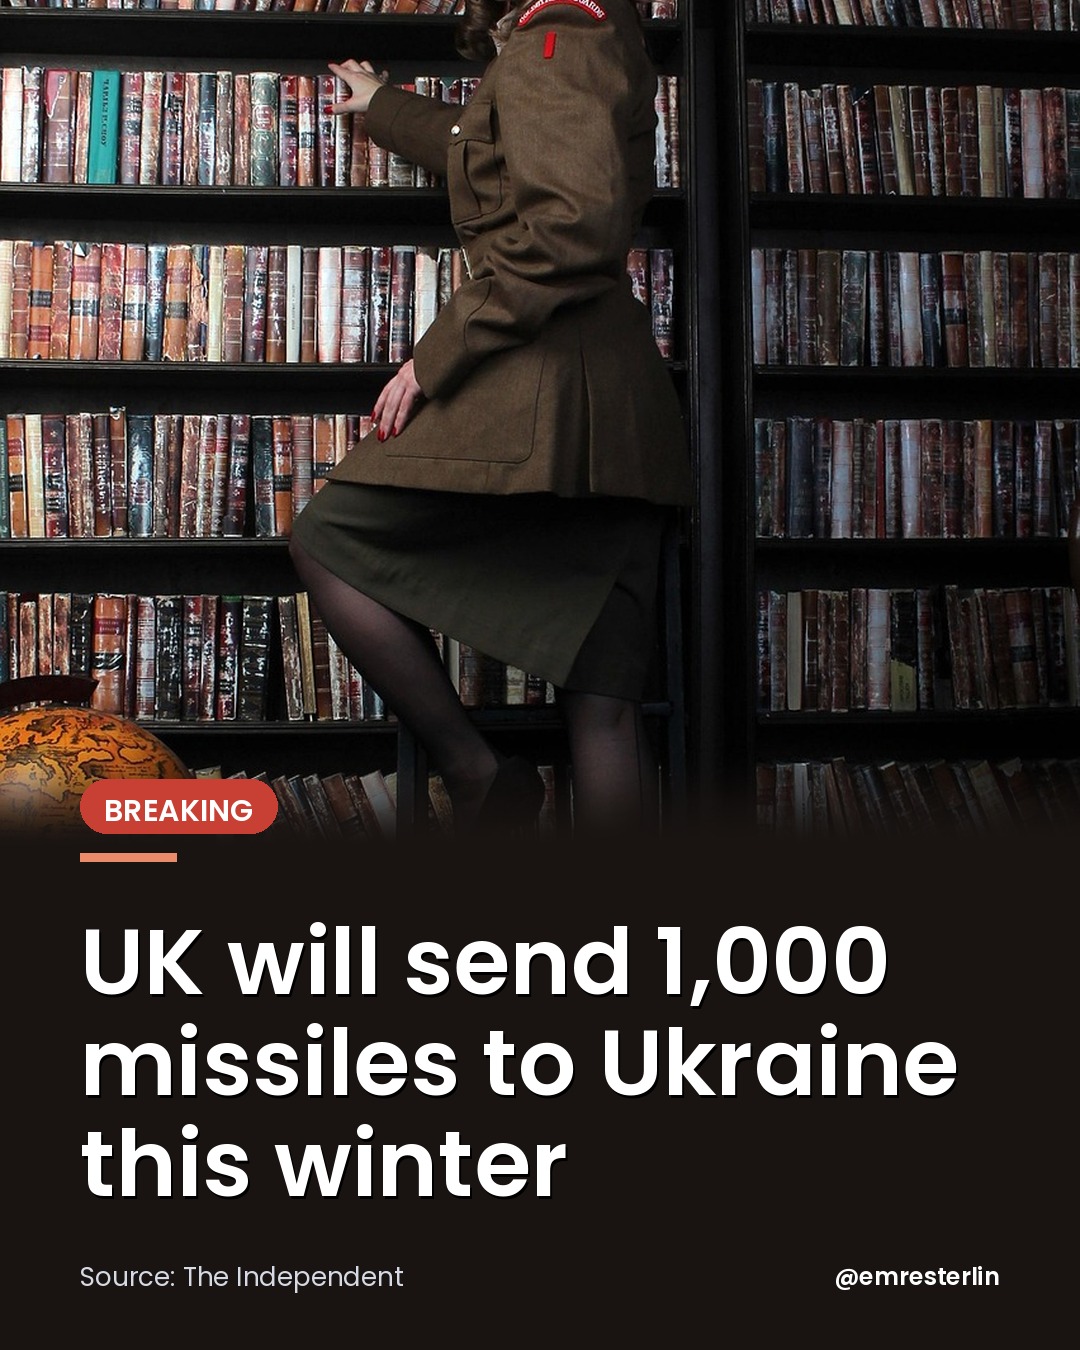 BREAKING
UK will send 1,000
missiles to Ukraine
this winter
Source: The Independent
@emresterlin